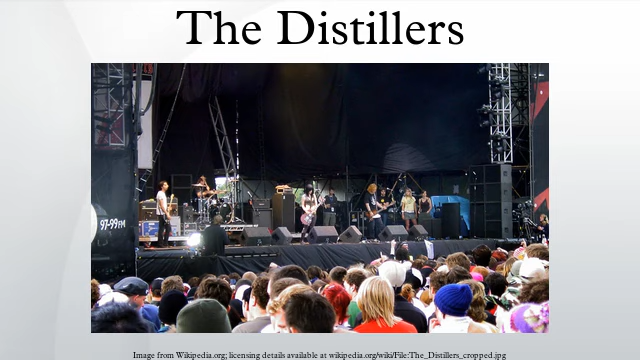 The Distillers
97-99FM
Image from Wikipedia.org; licensing details available at wikipedia.org/wiki/File:The_Distillers_cropped.jpg